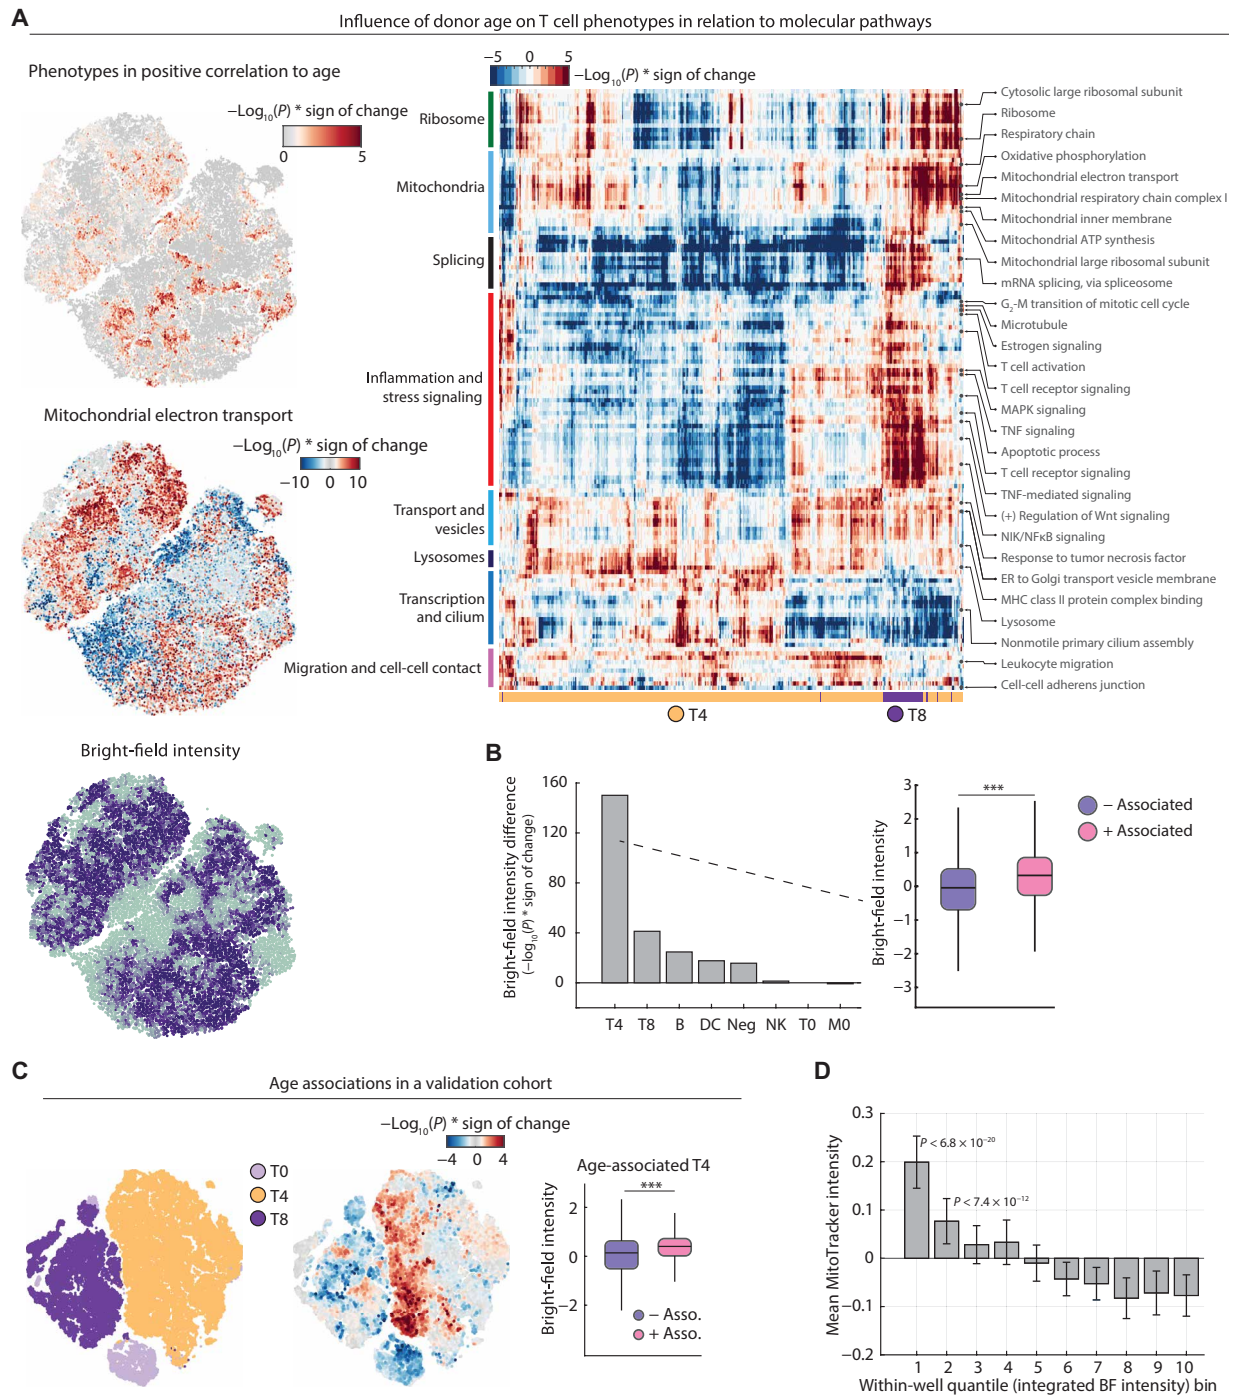 A
Influence of donor age on T cell phenotypes in relation to molecular pathways
Phenotypes in positive correlation to age
−Log10(P) * sign of change
0 5
Mitochondrial electron transport
−Log10(P) * sign of change
−10 0 10
Bright-field intensity
−5 0 5
−Log10(P) * sign of change
Ribosome
Mitochondria
Splicing
Inflammation and
stress signaling
Transport and
vesicles
Lysosomes
Transcription
and cilium
Migration and cell-cell contact
Cytosolic large ribosomal subunit
Ribosome
Respiratory chain
Oxidative phosphorylation
Mitochondrial electron transport
Mitochondrial respiratory chain complex I
Mitochondrial inner membrane
Mitochondrial ATP synthesis
Mitochondrial large ribosomal subunit
mRNA splicing, via spliceosome
G2-M transition of mitotic cell cycle
Microtubule
Estrogen signaling
T cell activation
T cell receptor signaling
MAPK signaling
TNF signaling
Apoptotic process
T cell receptor signaling
TNF-mediated signaling
(+) Regulation of Wnt signaling
NIK/NFκB signaling
Response to tumor necrosis factor
ER to Golgi transport vesicle membrane
MHC class II protein complex binding
Lysosome
Nonmotile primary cilium assembly
Leukocyte migration
Cell-cell adherens junction
T4
T8
B
Bright-field intensity difference
(−log10(P) * sign of change)
160
120
80
40
0
T4 T8 B DC Neg NK T0 M0
Bright-field intensity
3
2
1
0
−1
−2
−3
***
− Associated
+ Associated
C
Age associations in a validation cohort
T0
T4
T8
−Log10(P) * sign of change
−4 0 4
Age-associated T4
***
Bright-field intensity
2
0
−2
− Asso.
+ Asso.
D
Mean MitoTracker intensity
0.3
0.2
0.1
0
−0.1
−0.2
P < 6.8 × 10−20
P < 7.4 × 10−12
1 2 3 4 5 6 7 8 9 10
Within-well quantile (integrated BF intensity) bin